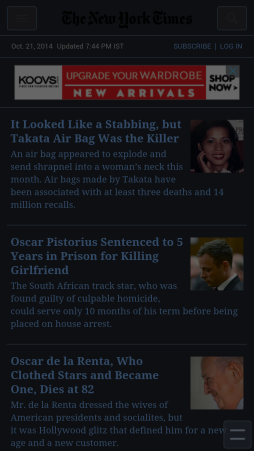 The New York Times
Oct. 21, 2014 Updated 7:44 PM IST
SUBSCRIBE | LOG IN
KOOVS!
UPGRADE YOUR WARDROBE
NEW ARRIVALS
SHOP
NOW
It Looked Like a Stabbing, but
Takata Air Bag Was the Killer
An air bag appeared to explode and
send shrapnel into a woman's neck this
month. Air bags made by Takata have
been associated with at least three deaths and 14
million recalls.
Oscar Pistorius Sentenced to 5
Years in Prison for Killing
Girlfriend
The South African track star, who was
found guilty of culpable homicide,
could serve only 10 months of his term before being
placed on house arrest.
Oscar de la Renta, Who
Clothed Stars and Became
One, Dies at 82
Mr. de la Renta dressed the wives of
American presidents and socialites, but
it was Hollywood glitz that defined him for a new
age and a new customer.